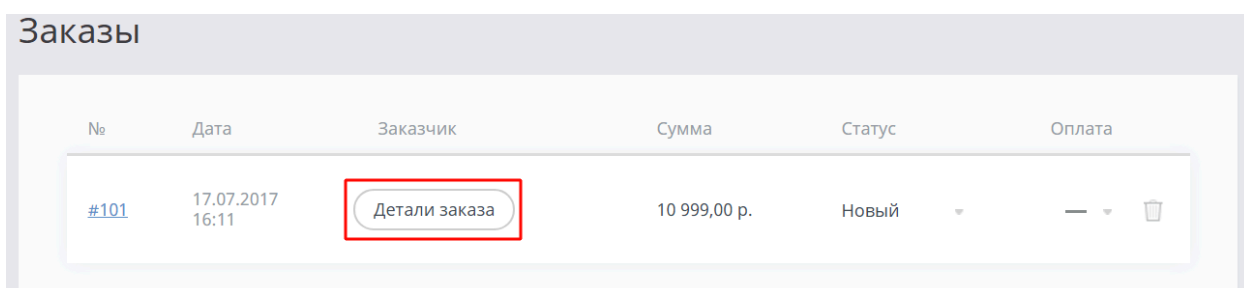 Заказы
№ Дата Заказчик Сумма Статус Оплата
#101 17.07.2017 16:11 Детали заказа 10 999,00 р. Новый —